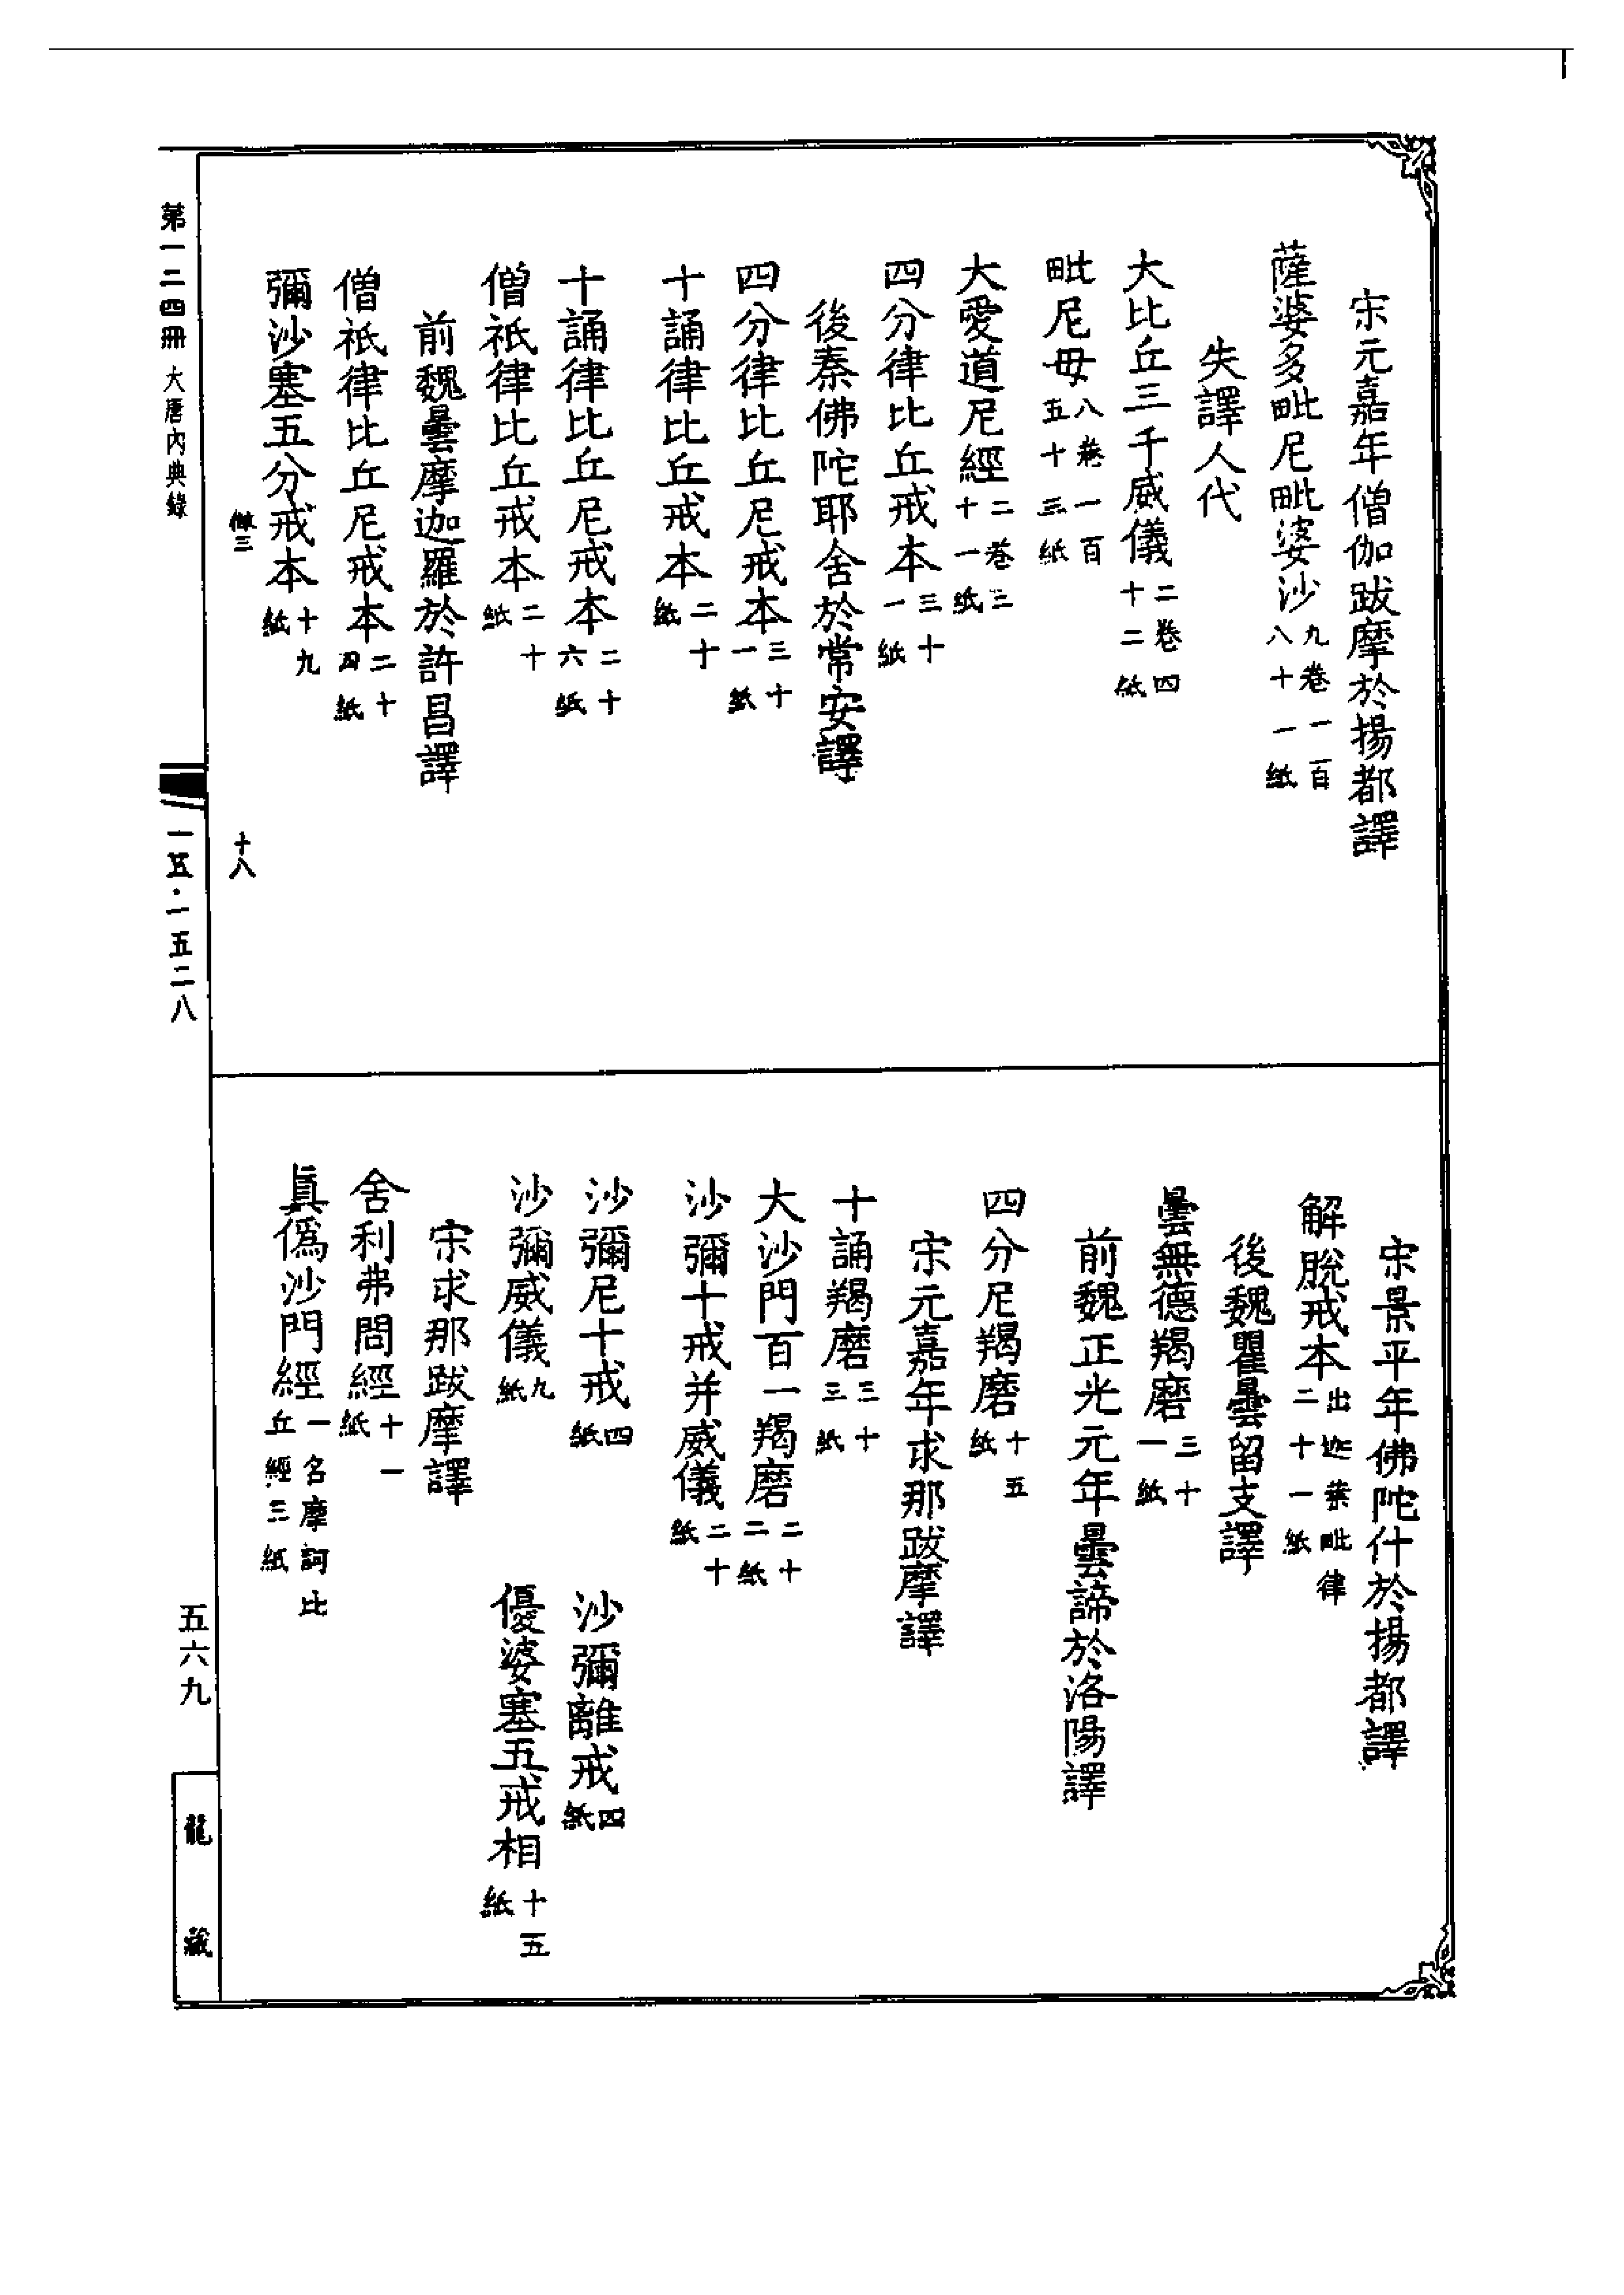 宋元嘉年僧伽跋摩於揚都譯
薩婆多毗尼毗婆沙九卷一百八十一紙
失譯人代
大比丘三千威儀二卷四十二紙
毗尼母八卷一百五十三紙
大愛道尼經二卷三十一紙
四分律比丘戒本三十一紙
後秦佛陀耶舍於常安譯
四分律比丘尼戒本三十一紙
十誦律比丘戒本二十紙
十誦律比丘尼戒本二十六紙
僧祇律比丘戒本二十紙
前魏曇摩迦羅於許昌譯
僧祇律比丘尼戒本二十四紙
彌沙塞五分戒本十九紙
三
十八
宋景平年佛陀什於揚都譯
解脫戒本出迦葉毗律二十一紙
後魏瞿曇留支譯
曇無德羯磨三十一紙
前魏正光元年曇諦於洛陽譯
四分尼羯磨十五紙
宋元嘉年求那跋摩譯
十誦羯磨三十三紙
大沙門百一羯磨二十二紙
沙彌十戒并威儀二十紙
沙彌尼十戒四紙 沙彌離戒四紙
沙彌威儀九紙 優婆塞五戒相十五紙
宋求那跋摩譯
舍利弗問經十一紙
真偽沙門經一名摩訶比丘經三紙
第一二四冊 大唐內典錄
一五·一五二八
五六九
龍藏